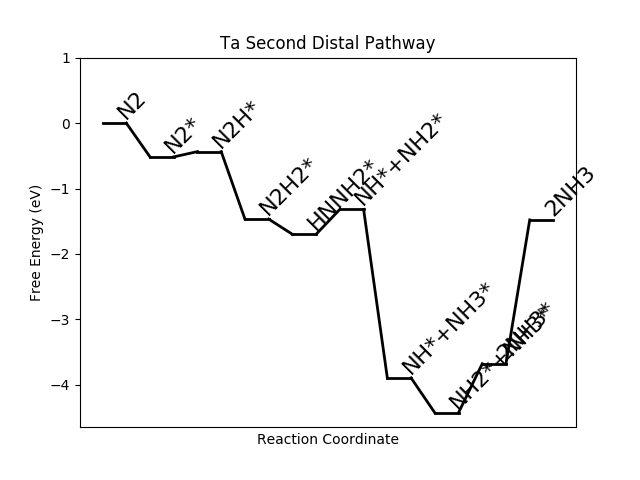 Ta Second Distal Pathway
1
0
−1
−2
−3
−4
Free Energy (eV)
Reaction Coordinate
N2
N2*
N2H*
N2H2*
HNNH2*
NH*+NH2*
NH*+NH3*
NH2*+NH3*
2NH3*
2NH3